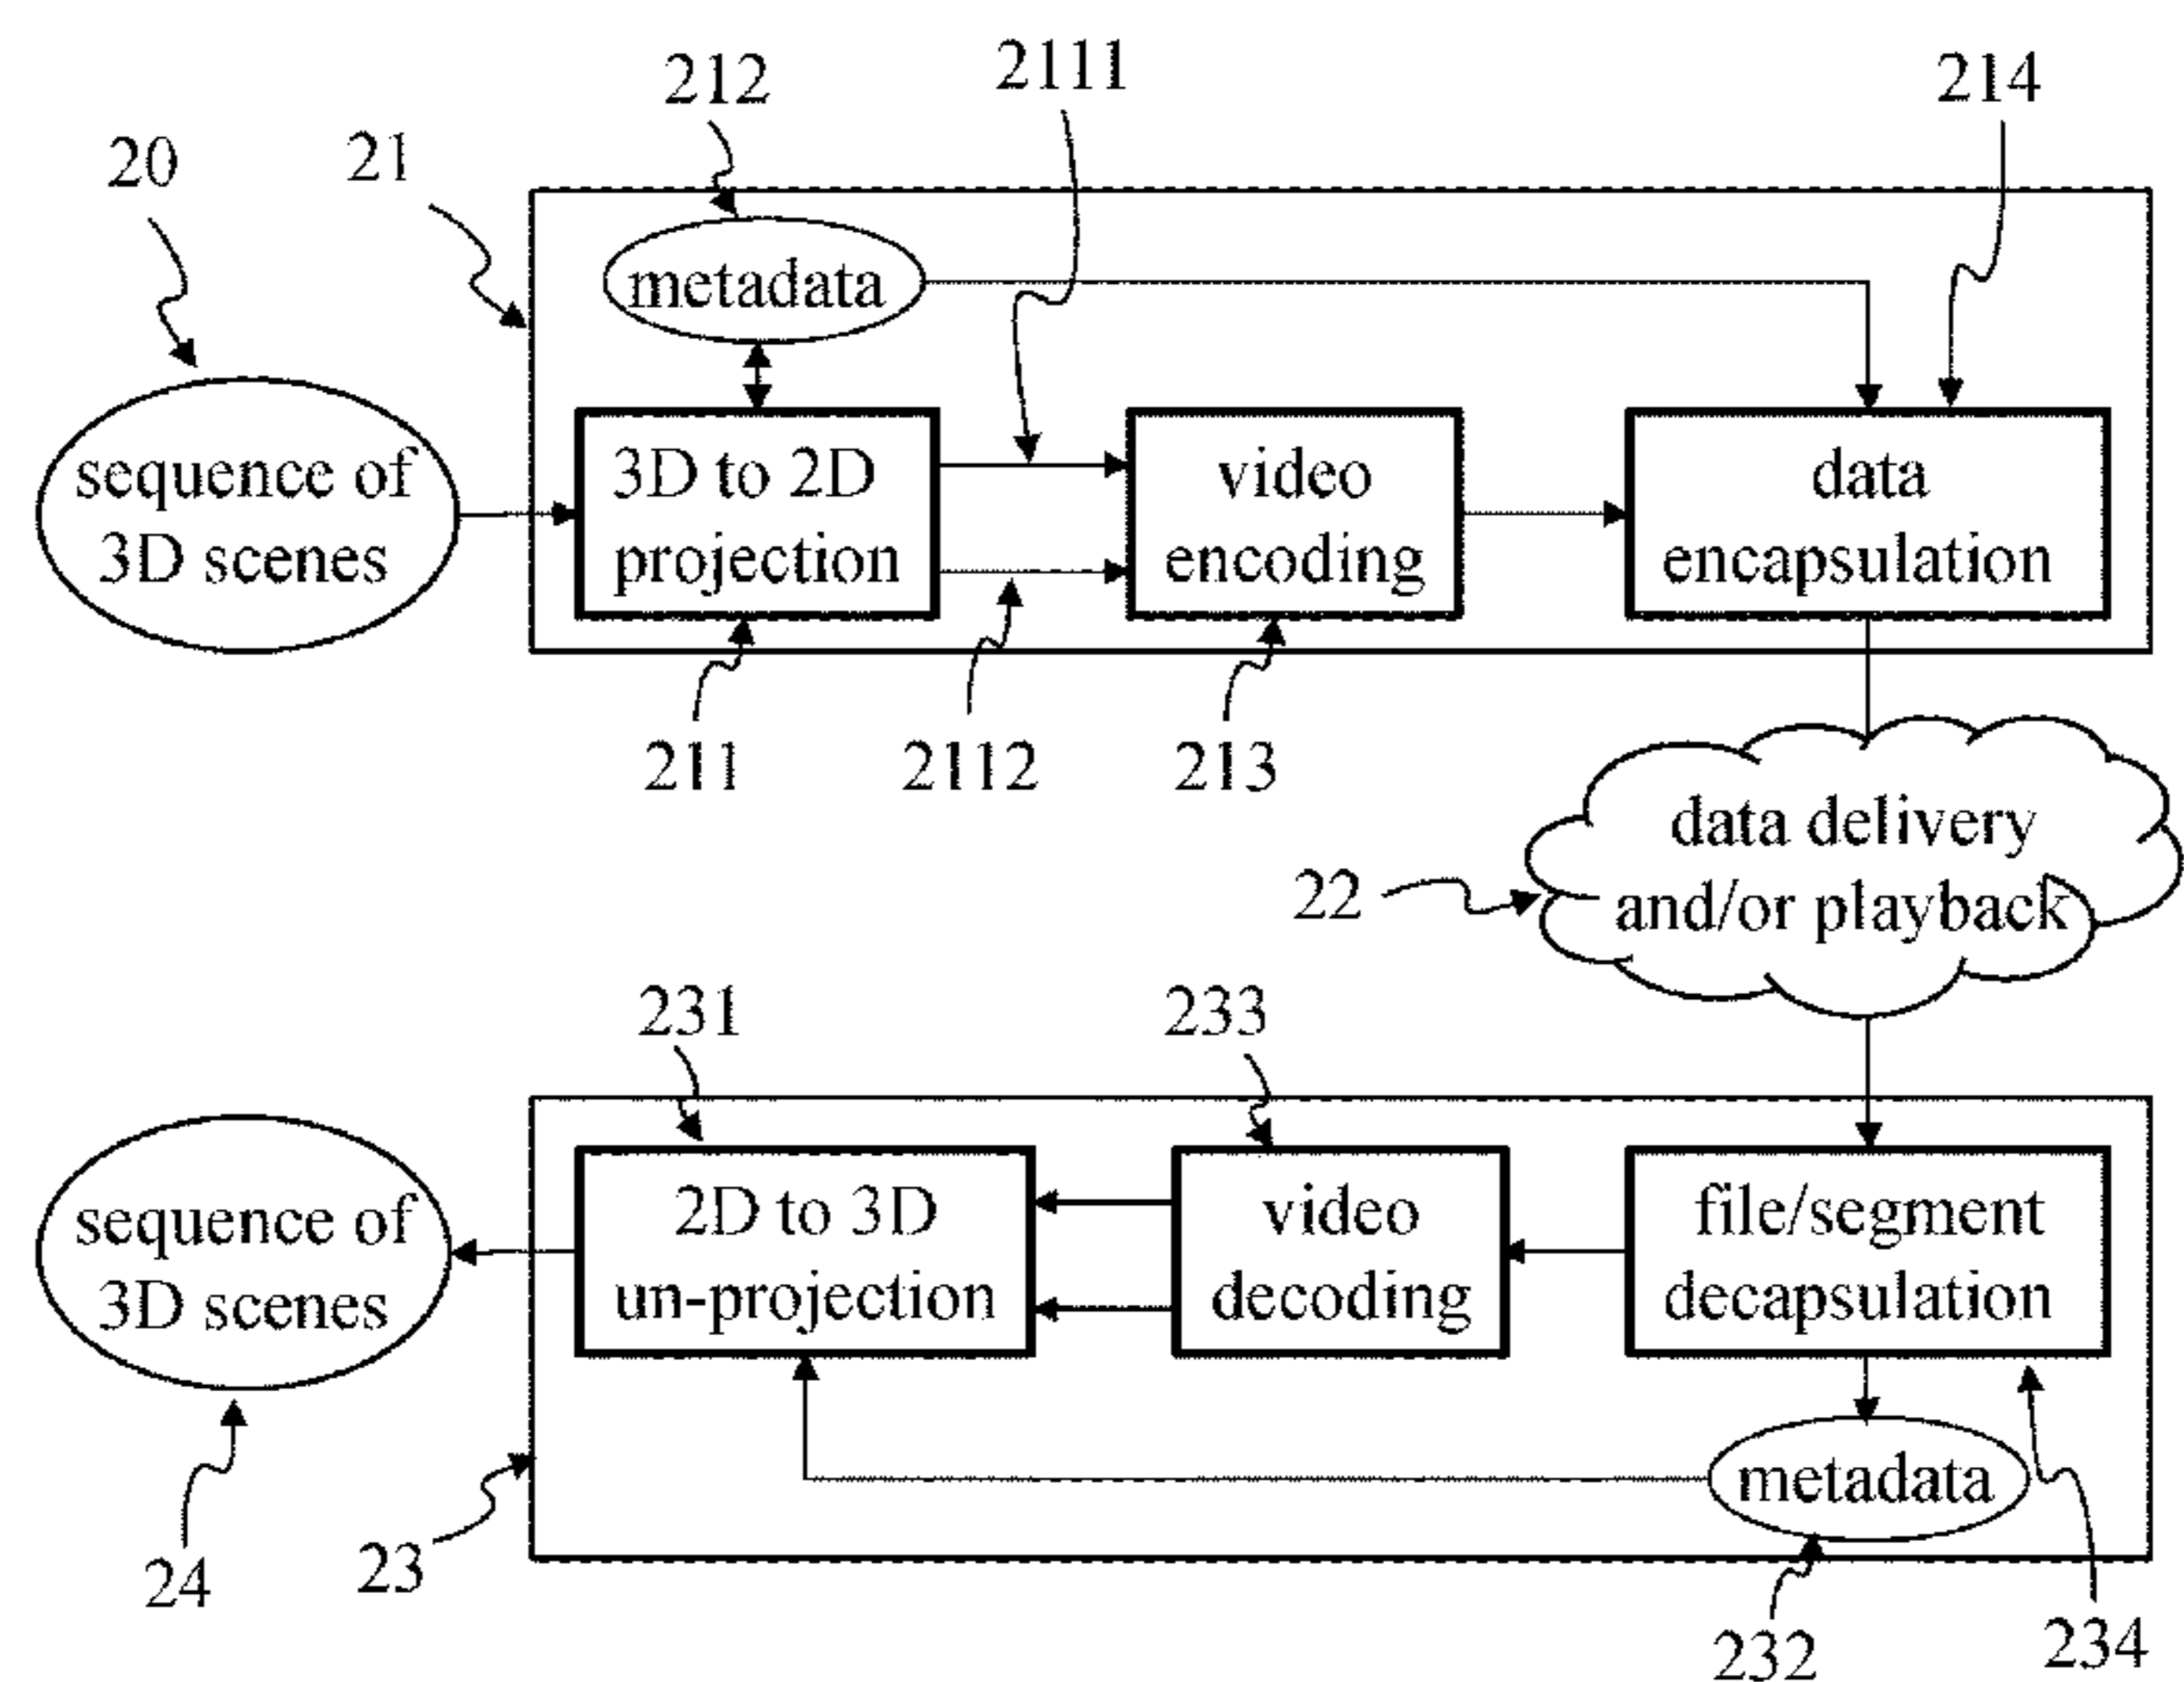 212
2111
214
20
21
metadata
sequence of
3D scenes
3D to 2D
projection
video
encoding
data
encapsulation
211
2112
213
data delivery
and/or playback
22
231
233
sequence of
3D scenes
2D to 3D
un-projection
video
decoding
file/segment
decapsulation
metadata
24
23
232
234